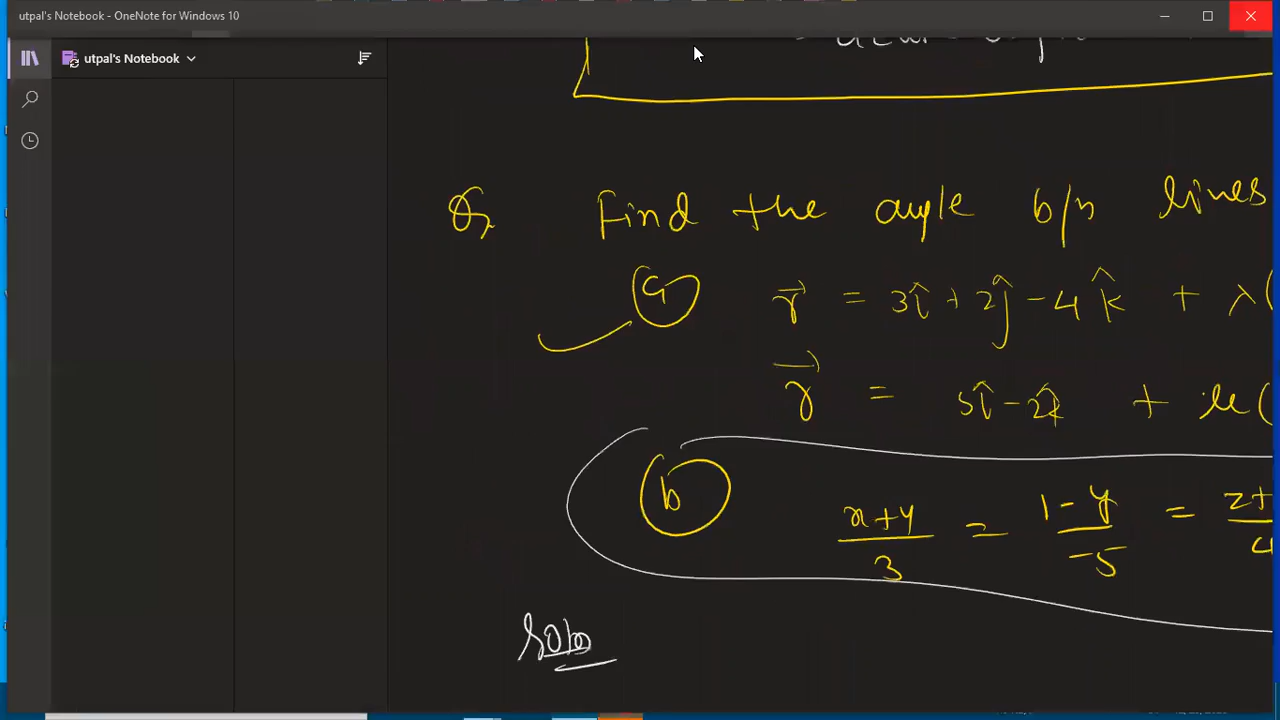 utpal's Notebook - OneNote for Windows 10
utpal's Notebook
Q. Find the angle b/n lines
(a) r⃗ = 3î + 2ĵ - 4k̂ + λ(
r⃗ = 5î - 2k̂ + μ(
(b) x+4/3 = 1-y/-5 = z+/4
Soln